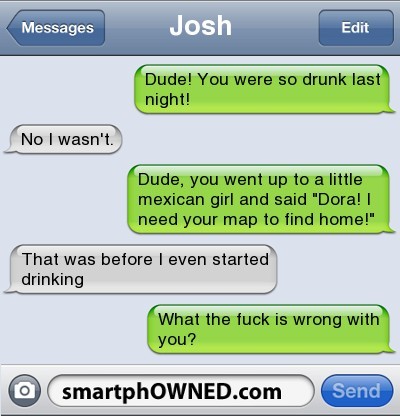 Messages
Josh
Edit
Dude! You were so drunk last
night!
No I wasn't.
Dude, you went up to a little
mexican girl and said "Dora! I
need your map to find home!"
That was before I even started
drinking
What the fuck is wrong with
you?
smartphOWNED.com
Send